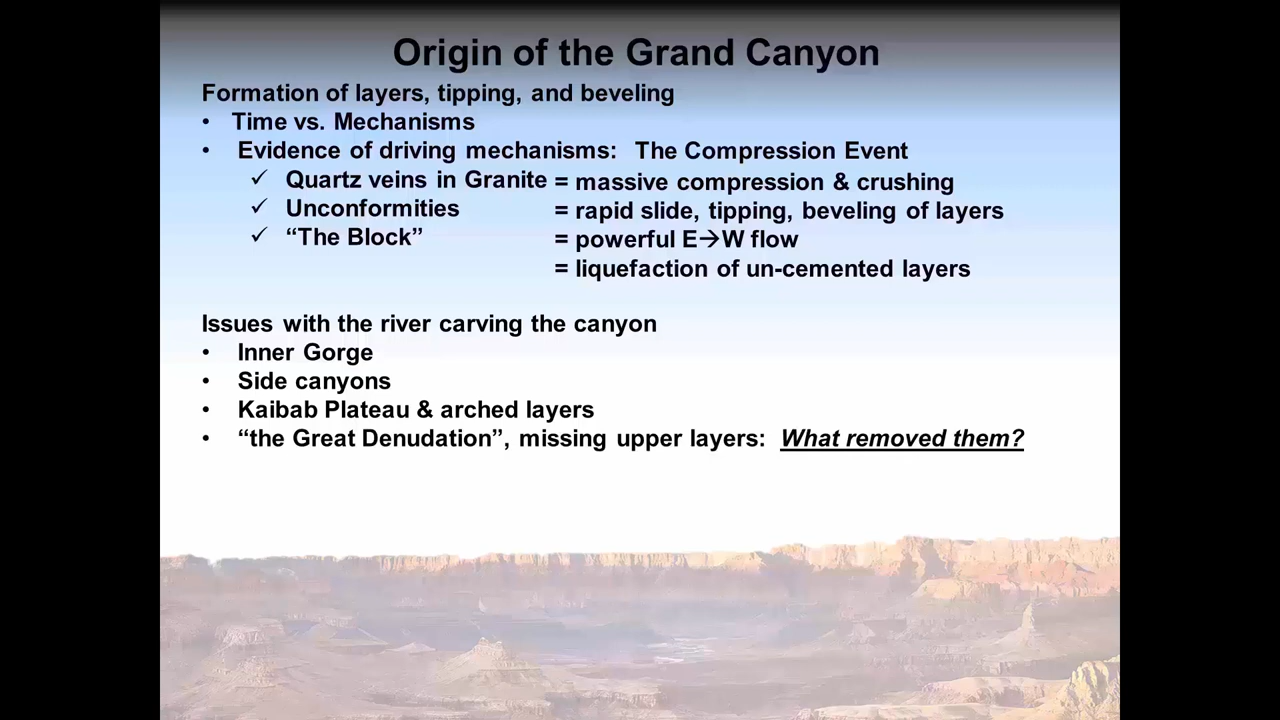 Origin of the Grand Canyon
Formation of layers, tipping, and beveling
• Time vs. Mechanisms
• Evidence of driving mechanisms: The Compression Event
✓ Quartz veins in Granite = massive compression & crushing
✓ Unconformities = rapid slide, tipping, beveling of layers
✓ “The Block” = powerful E→W flow
= liquefaction of un-cemented layers
Issues with the river carving the canyon
• Inner Gorge
• Side canyons
• Kaibab Plateau & arched layers
• “the Great Denudation”, missing upper layers: What removed them?